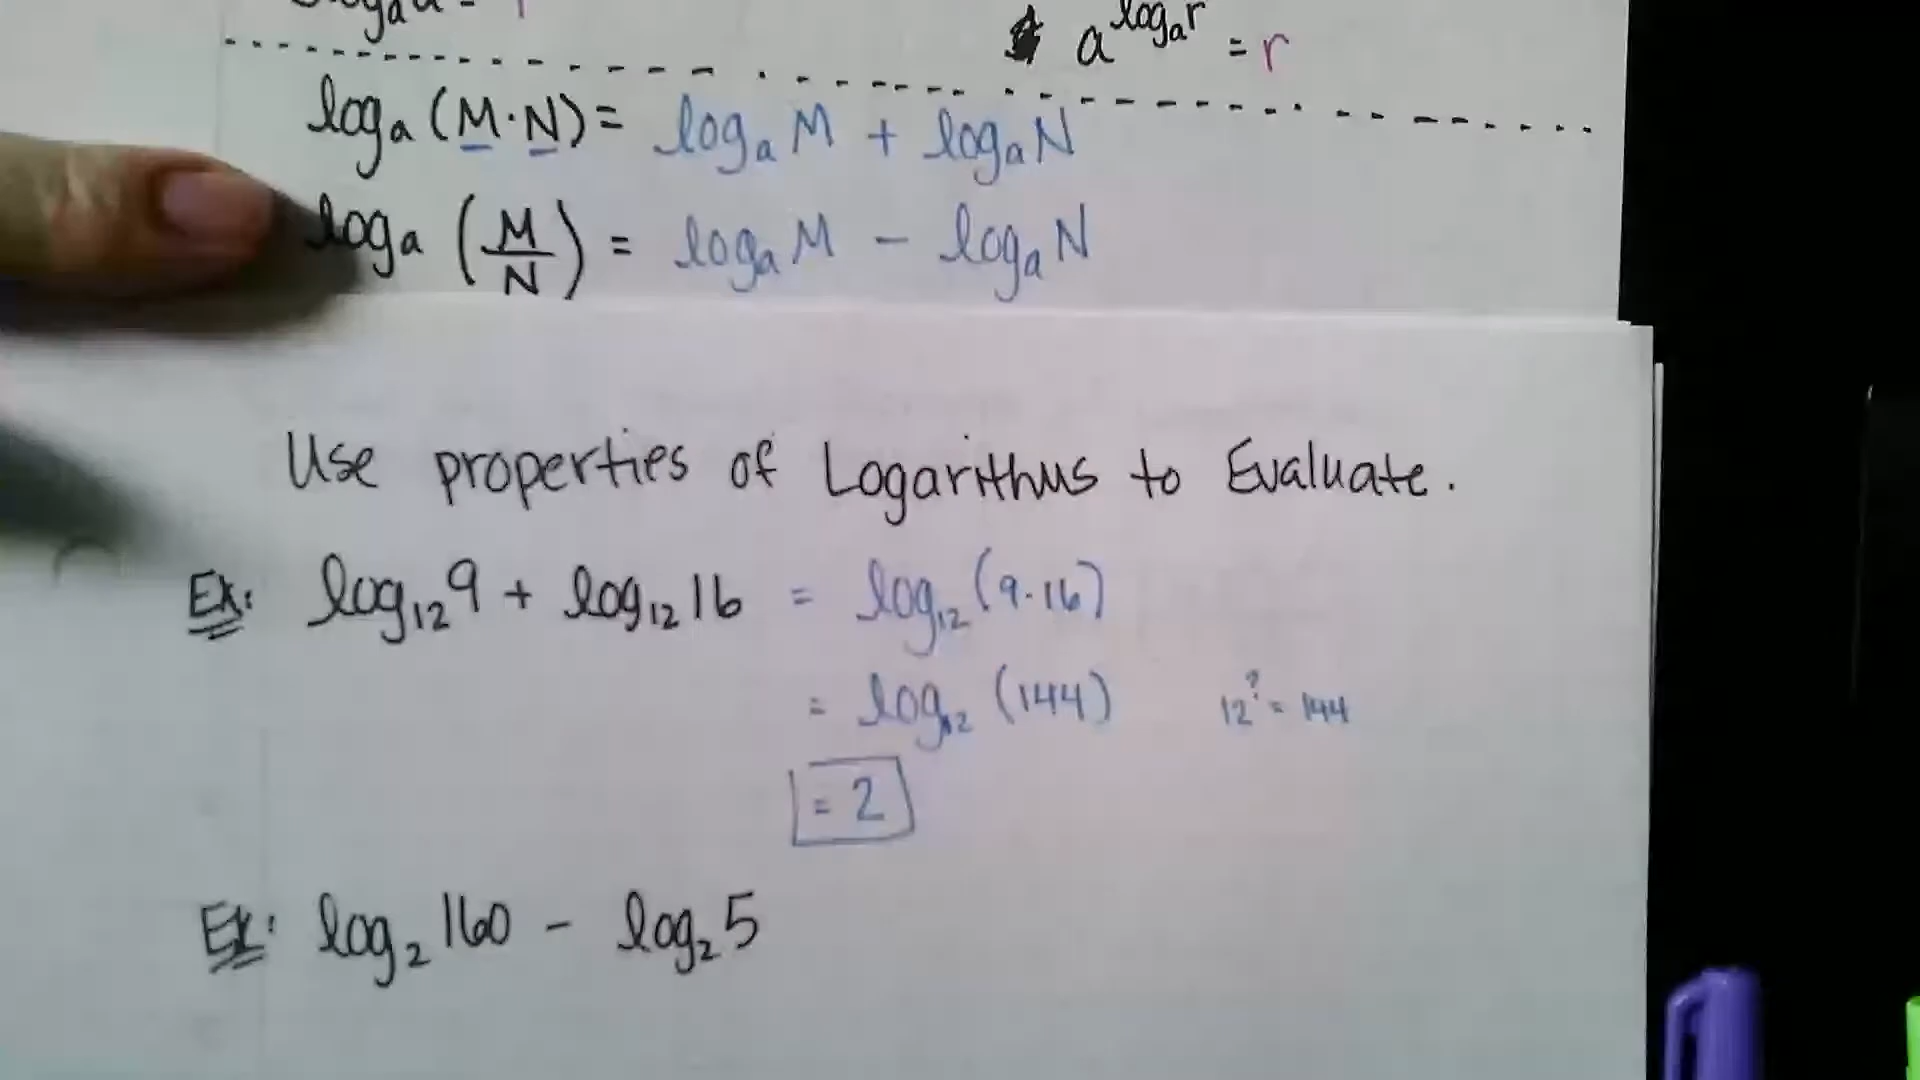 a^log_a r = r
log_a (M·N) = log_a M + log_a N
log_a (M/N) = log_a M - log_a N
Use properties of Logarithus to Evaluate.
Ex: log_12 9 + log_12 16 = log_12 (9·16)
= log_12 (144) 12^? = 144
= 2
Ex: log_2 160 - log_2 5